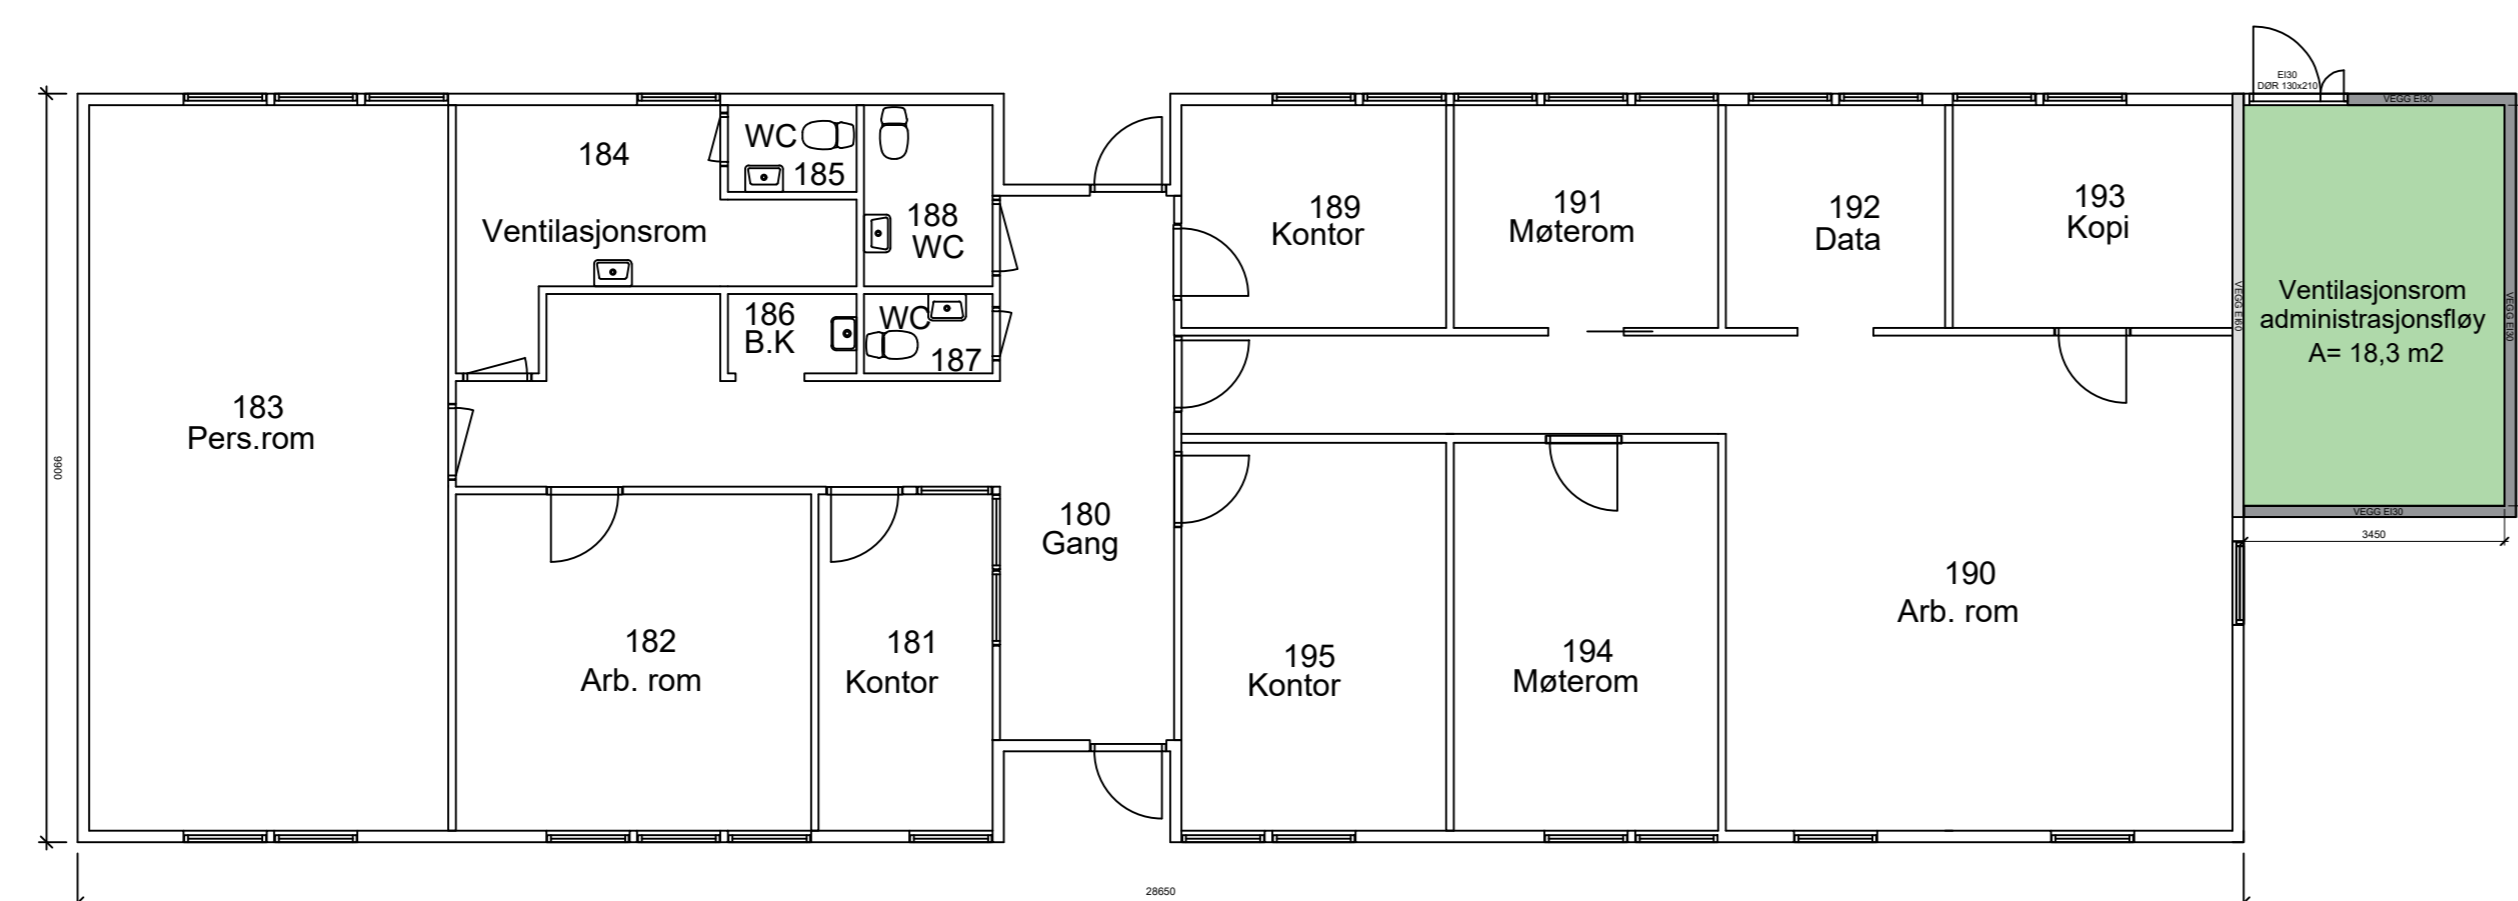 EI30
DØR 130x210
VEGG EI30
WC
185
184
Ventilasjonsrom
188
WC
189
Kontor
191
Møterom
192
Data
193
Kopi
VEGG EI60
Ventilasjonsrom
administrasjonsfløy
A= 18,3 m2
VEGG EI30
186
B.K
WC
187
183
Pers.rom
9900
180
Gang
VEGG EI30
3450
190
Arb. rom
182
Arb. rom
181
Kontor
195
Kontor
194
Møterom
28650